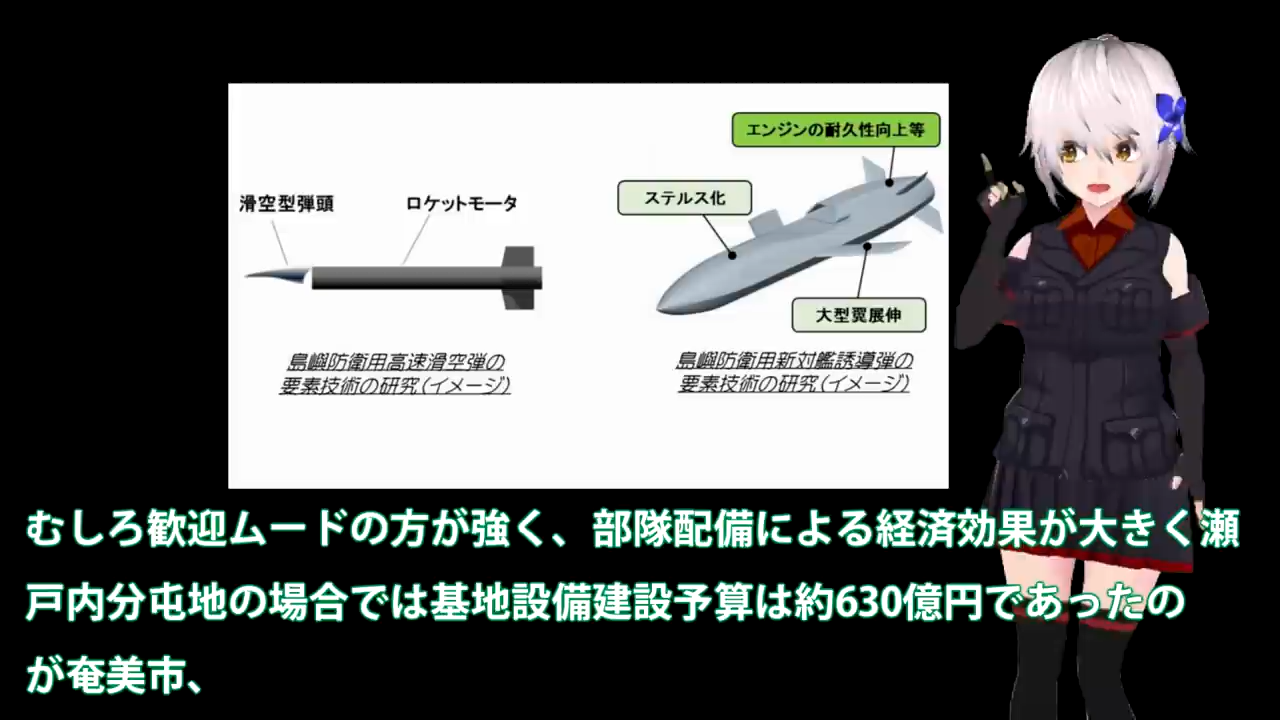 エンジンの耐久性向上等
ステルス化
滑空型弾頭 ロケットモータ
大型翼展伸
島嶼防衛用高速滑空弾の
要素技術の研究(イメージ)
島嶼防衛用新対艦誘導弾の
要素技術の研究(イメージ)
むしろ歓迎ムードの方が強く、部隊配備による経済効果が大きく瀬
戸内分屯地の場合では基地設備建設予算は約630億円であったの
が奄美市、